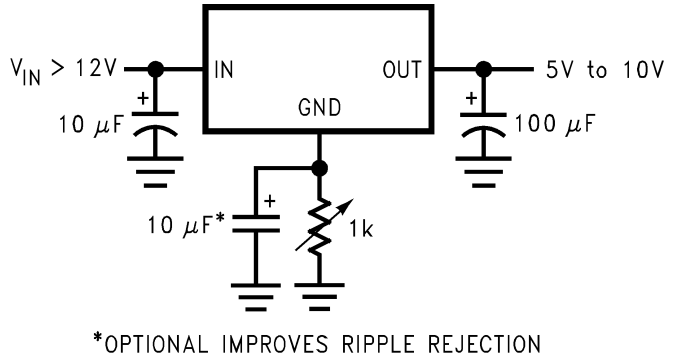 V_IN > 12V
IN
OUT
5V to 10V
+
10 μF
GND
+
100 μF
+
10 μF*
1k
*OPTIONAL IMPROVES RIPPLE REJECTION